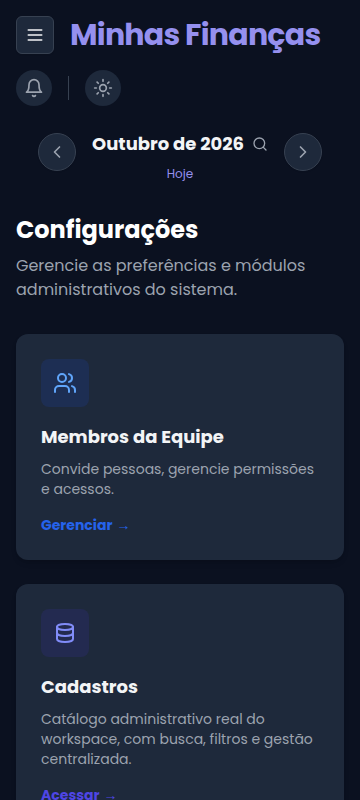 Minhas Finanças
Outubro de 2026
Hoje
Configurações
Gerencie as preferências e módulos
administrativos do sistema.
Membros da Equipe
Convide pessoas, gerencie permissões
e acessos.
Gerenciar →
Cadastros
Catálogo administrativo real do
workspace, com busca, filtros e gestão
centralizada.
Acessar →